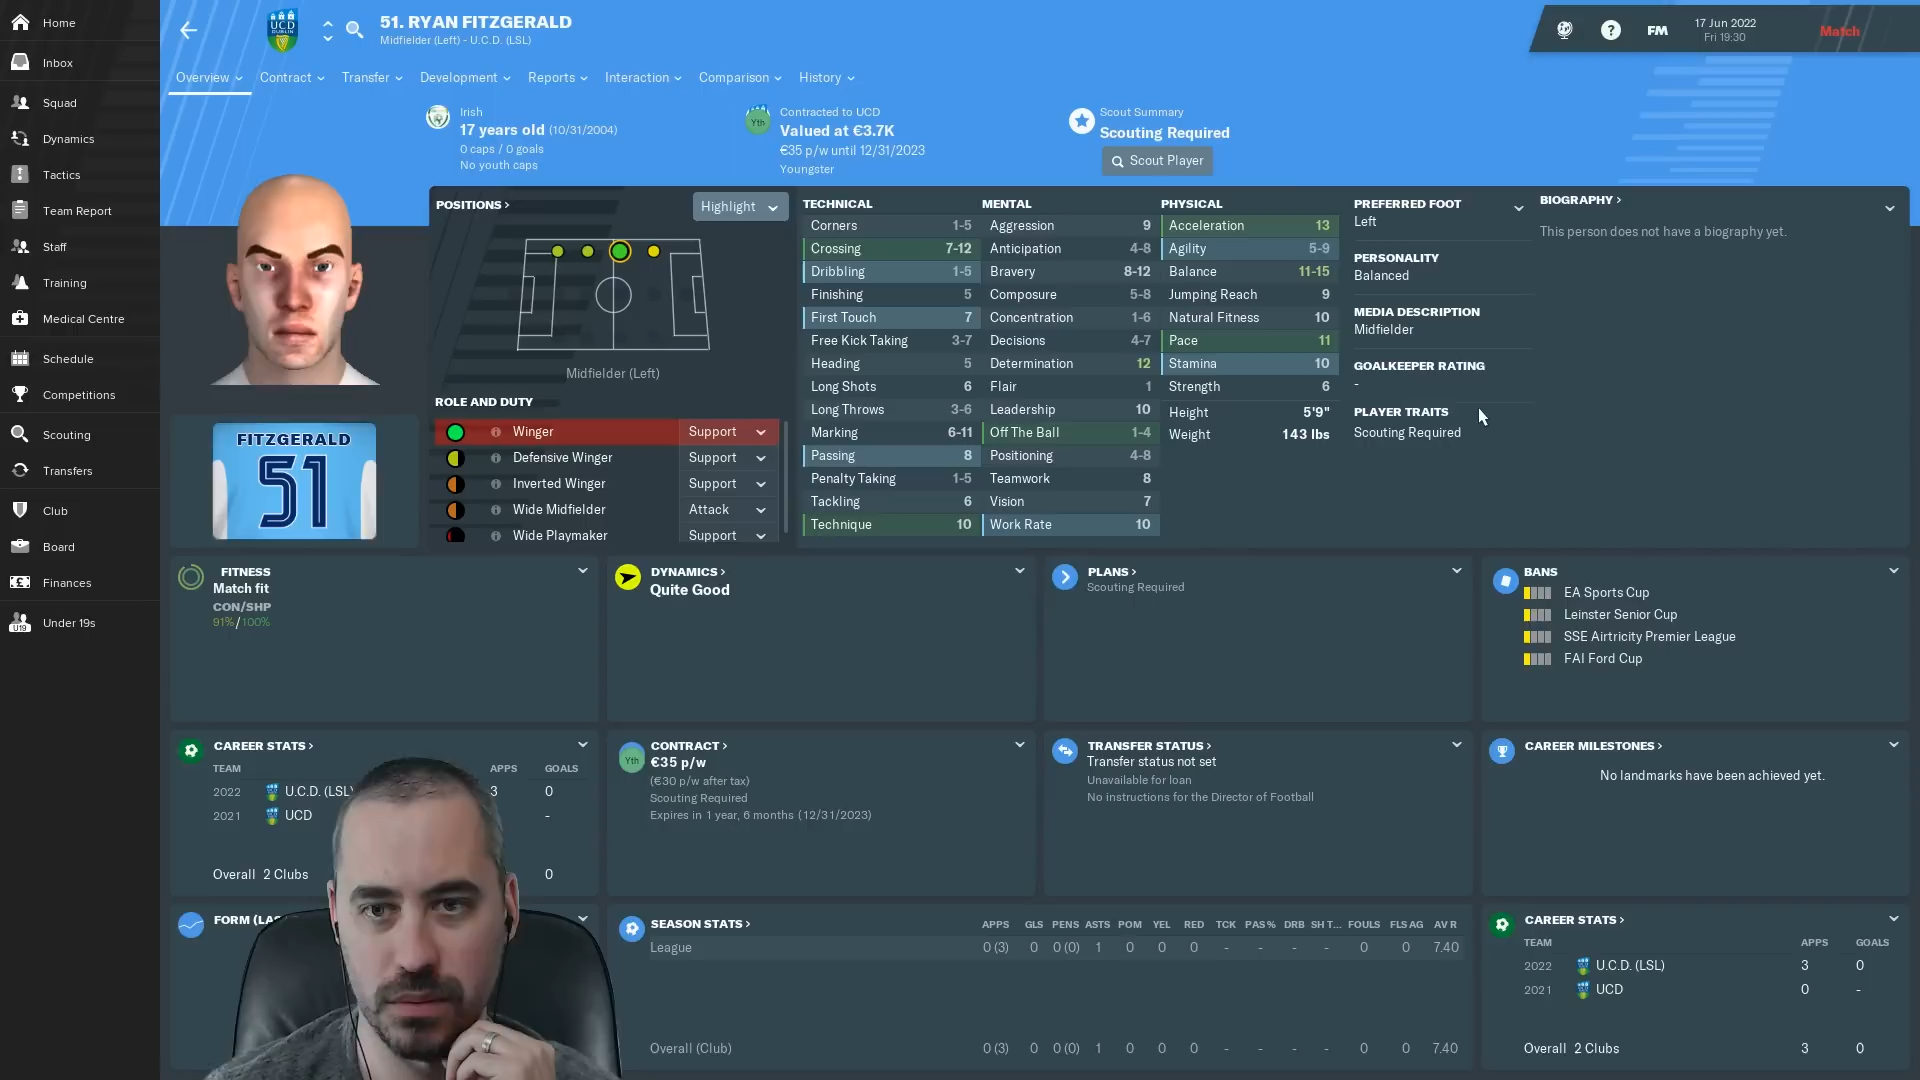 Home
Inbox
Squad
Dynamics
Tactics
Team Report
Staff
Training
Medical Centre
Schedule
Competitions
Scouting
Transfers
Club
Board
Finances
U19
Under 19s
UCD
DUBLIN
51. RYAN FITZGERALD
Midfielder (Left) - U.C.D. (LSL)
FM
17 Jun 2022
Fri 19:30
Match
Overview
Contract
Transfer
Development
Reports
Interaction
Comparison
History
Irish
17 years old (10/31/2004)
0 caps / 0 goals
No youth caps
Yth
Contracted to UCD
Valued at €3.7K
€35 p/w until 12/31/2023
Youngster
Scout Summary
Scouting Required
Scout Player
FITZGERALD
51
POSITIONS >
Highlight
Midfielder (Left)
ROLE AND DUTY
Winger Support
Defensive Winger Support
Inverted Winger Support
Wide Midfielder Attack
Wide Playmaker Support
TECHNICAL
Corners 1-5
Crossing 7-12
Dribbling 1-5
Finishing 5
First Touch 7
Free Kick Taking 3-7
Heading 5
Long Shots 6
Long Throws 3-6
Marking 6-11
Passing 8
Penalty Taking 1-5
Tackling 6
Technique 10
MENTAL
Aggression 9
Anticipation 4-8
Bravery 8-12
Composure 5-8
Concentration 1-6
Decisions 4-7
Determination 12
Flair 1
Leadership 10
Off The Ball 1-4
Positioning 4-8
Teamwork 8
Vision 7
Work Rate 10
PHYSICAL
Acceleration 13
Agility 5-9
Balance 11-15
Jumping Reach 9
Natural Fitness 10
Pace 11
Stamina 10
Strength 6
Height 5'9"
Weight 143 lbs
PREFERRED FOOT
Left
PERSONALITY
Balanced
MEDIA DESCRIPTION
Midfielder
GOALKEEPER RATING
-
PLAYER TRAITS
Scouting Required
BIOGRAPHY >
This person does not have a biography yet.
FITNESS
Match fit
CON/SHP
91% / 100%
DYNAMICS >
Quite Good
PLANS >
Scouting Required
BANS
EA Sports Cup
Leinster Senior Cup
SSE Airtricity Premier League
FAI Ford Cup
CAREER STATS >
TEAM APPS GOALS
2022 U.C.D. (LSL) 3 0
2021 UCD -
Overall 2 Clubs 0
Yth
CONTRACT >
€35 p/w
(€30 p/w after tax)
Scouting Required
Expires in 1 year, 6 months (12/31/2023)
TRANSFER STATUS >
Transfer status not set
Unavailable for loan
No instructions for the Director of Football
CAREER MILESTONES >
No landmarks have been achieved yet.
FORM (LAS
SEASON STATS >
APPS GLS PENS ASTS POM YEL RED TCK PAS % DRB SH T... FOULS FLS AG AV R
League 0 (3) 0 0 (0) 1 0 0 0 - - - - 0 0 7.40
Overall (Club) 0 (3) 0 0 (0) 1 0 0 0 - - - - 0 0 7.40
CAREER STATS >
TEAM APPS GOALS
2022 U.C.D. (LSL) 3 0
2021 UCD 0 -
Overall 2 Clubs 3 0